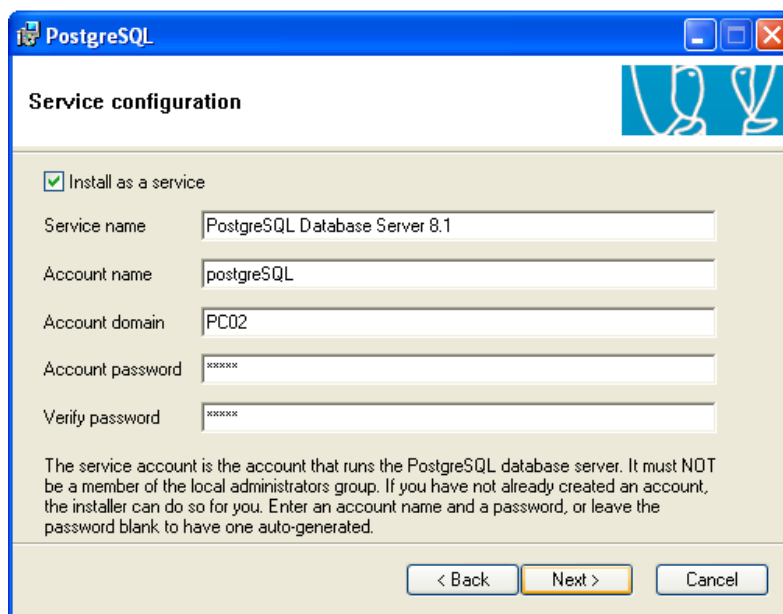 PostgreSQL
Service configuration
Install as a service
Service name PostgreSQL Database Server 8.1
Account name postgreSQL
Account domain PC02
Account password *****
Verify password *****
The service account is the account that runs the PostgreSQL database server. It must NOT
be a member of the local administrators group. If you have not already created an account,
the installer can do so for you. Enter an account name and a password, or leave the
password blank to have one auto-generated.
< Back Next > Cancel